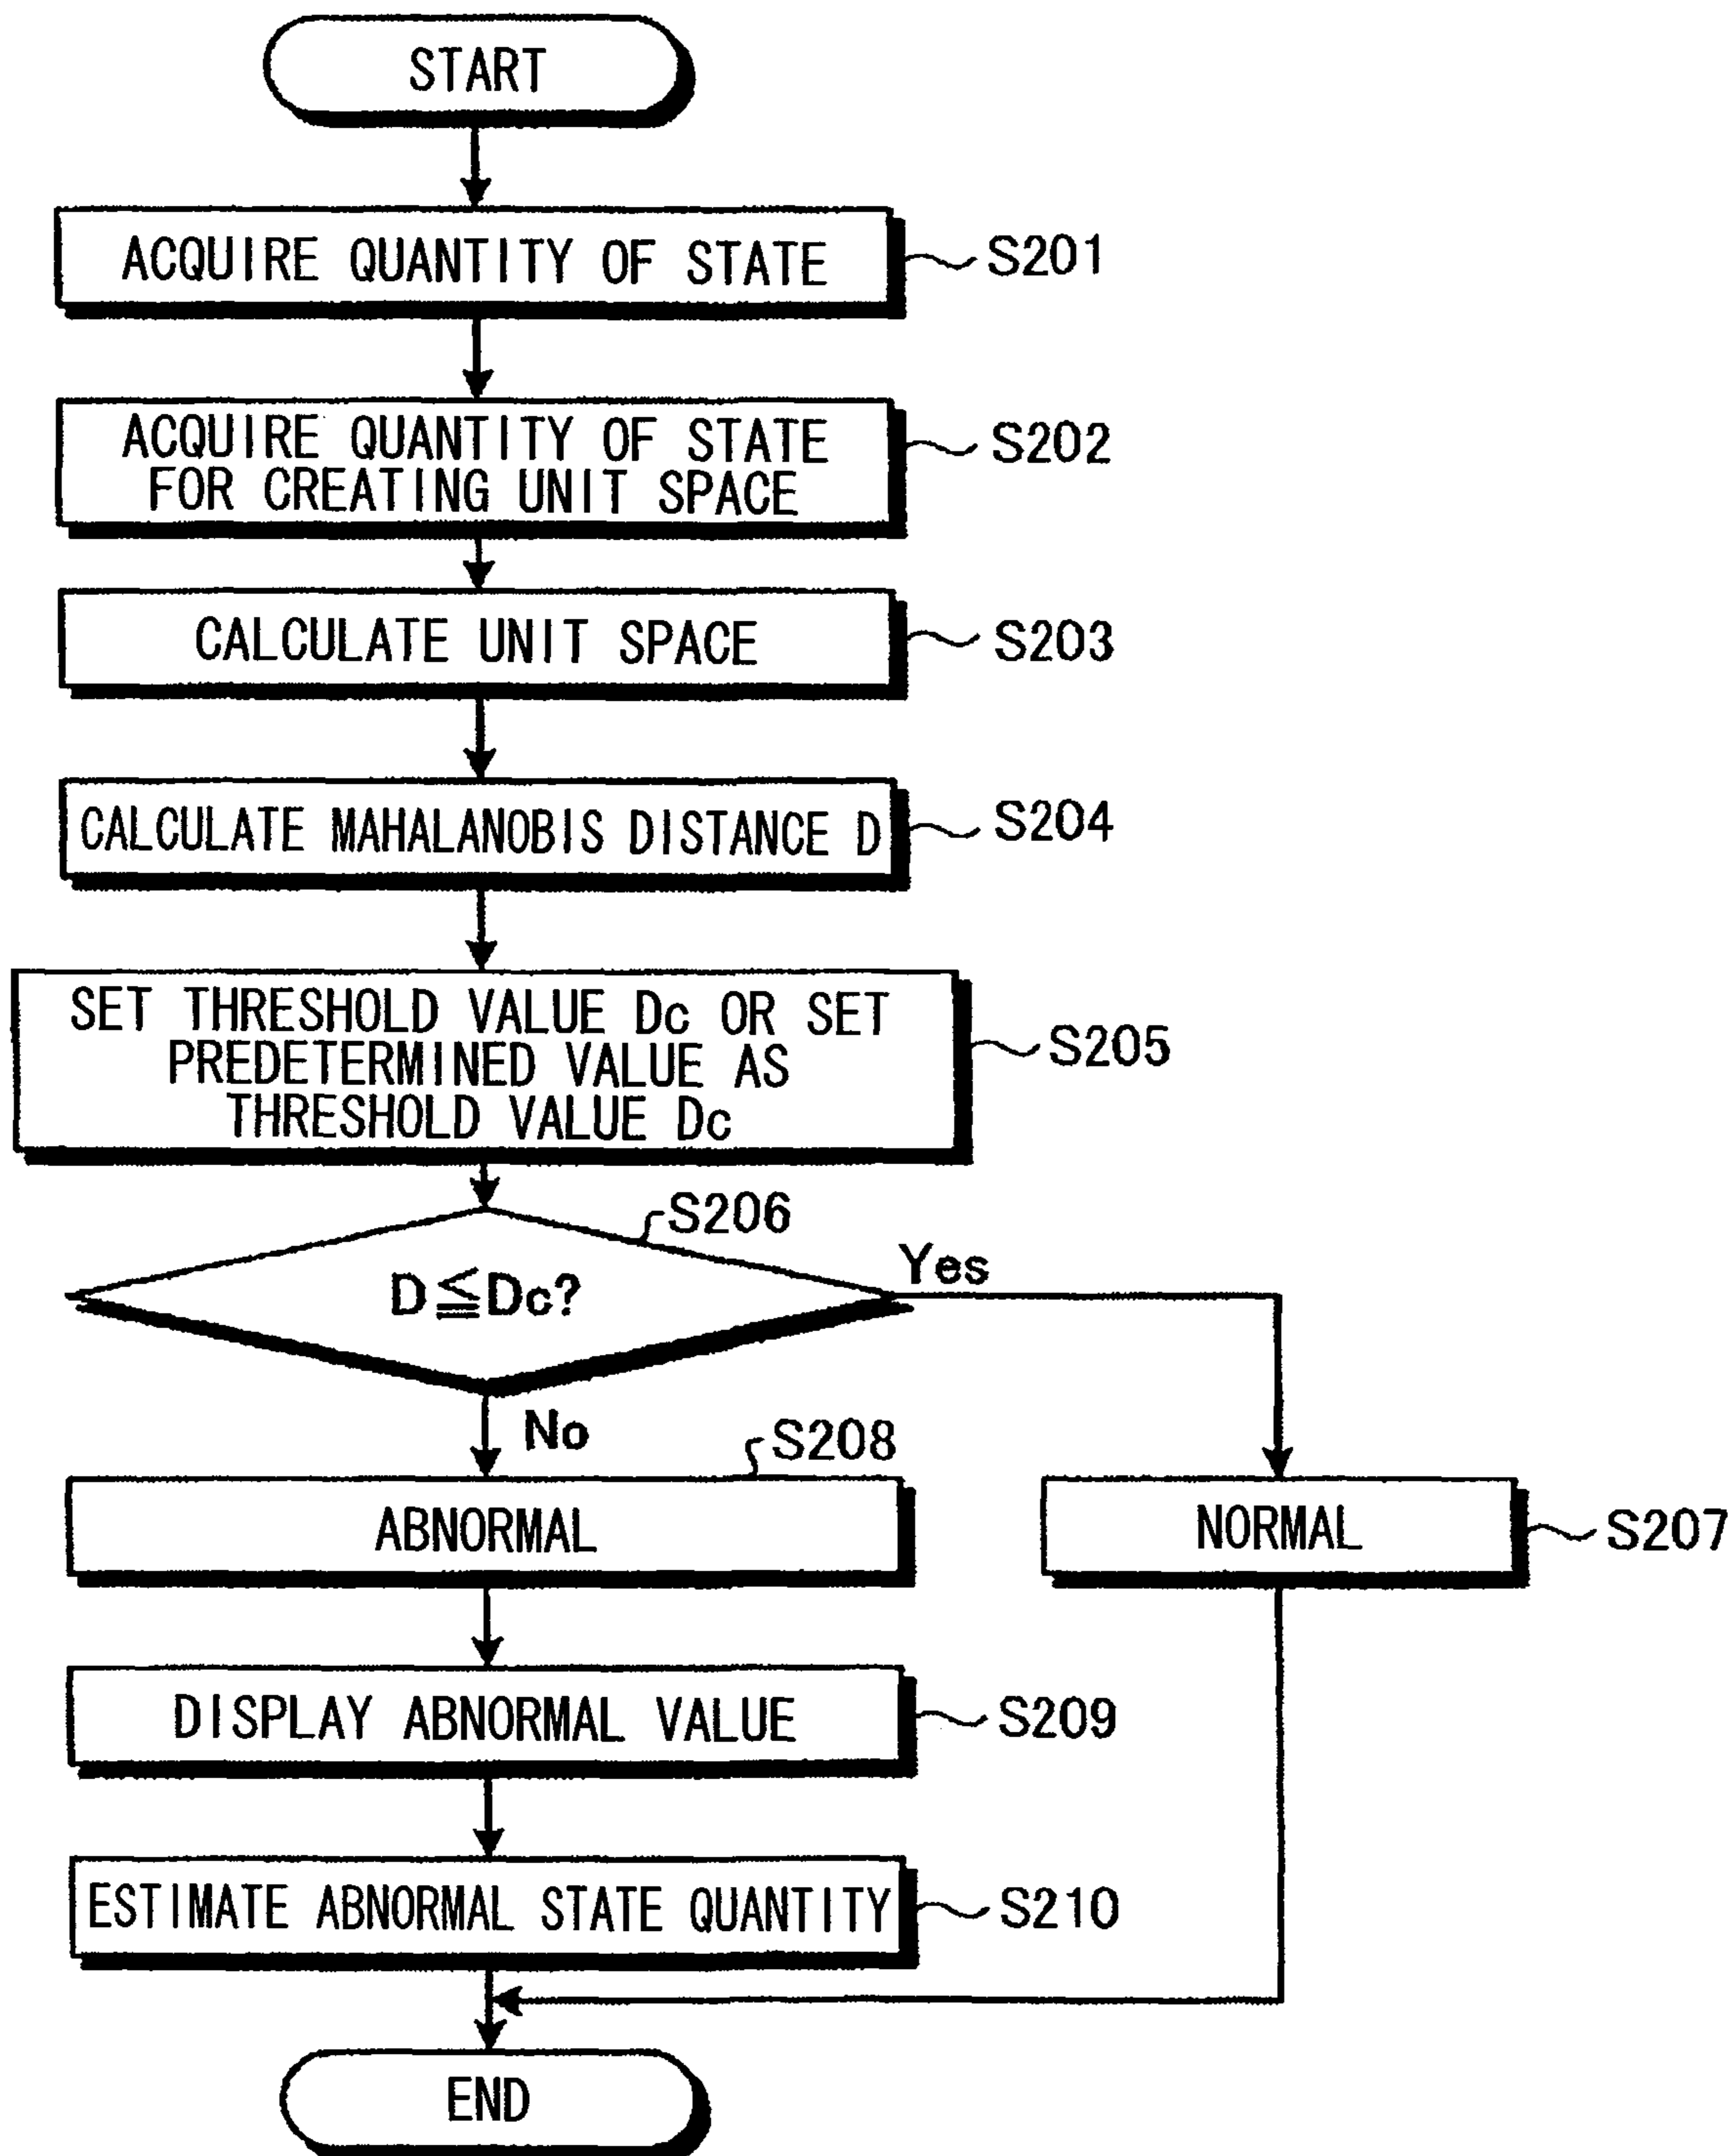 START
ACQUIRE QUANTITY OF STATE
S201
ACQUIRE QUANTITY OF STATE
FOR CREATING UNIT SPACE
S202
CALCULATE UNIT SPACE
S203
CALCULATE MAHALANOBIS DISTANCE D
S204
SET THRESHOLD VALUE Dc OR SET
PREDETERMINED VALUE AS
THRESHOLD VALUE Dc
S205
S206
D≦Dc?
Yes
No
S208
ABNORMAL
NORMAL
S207
DISPLAY ABNORMAL VALUE
S209
ESTIMATE ABNORMAL STATE QUANTITY
S210
END